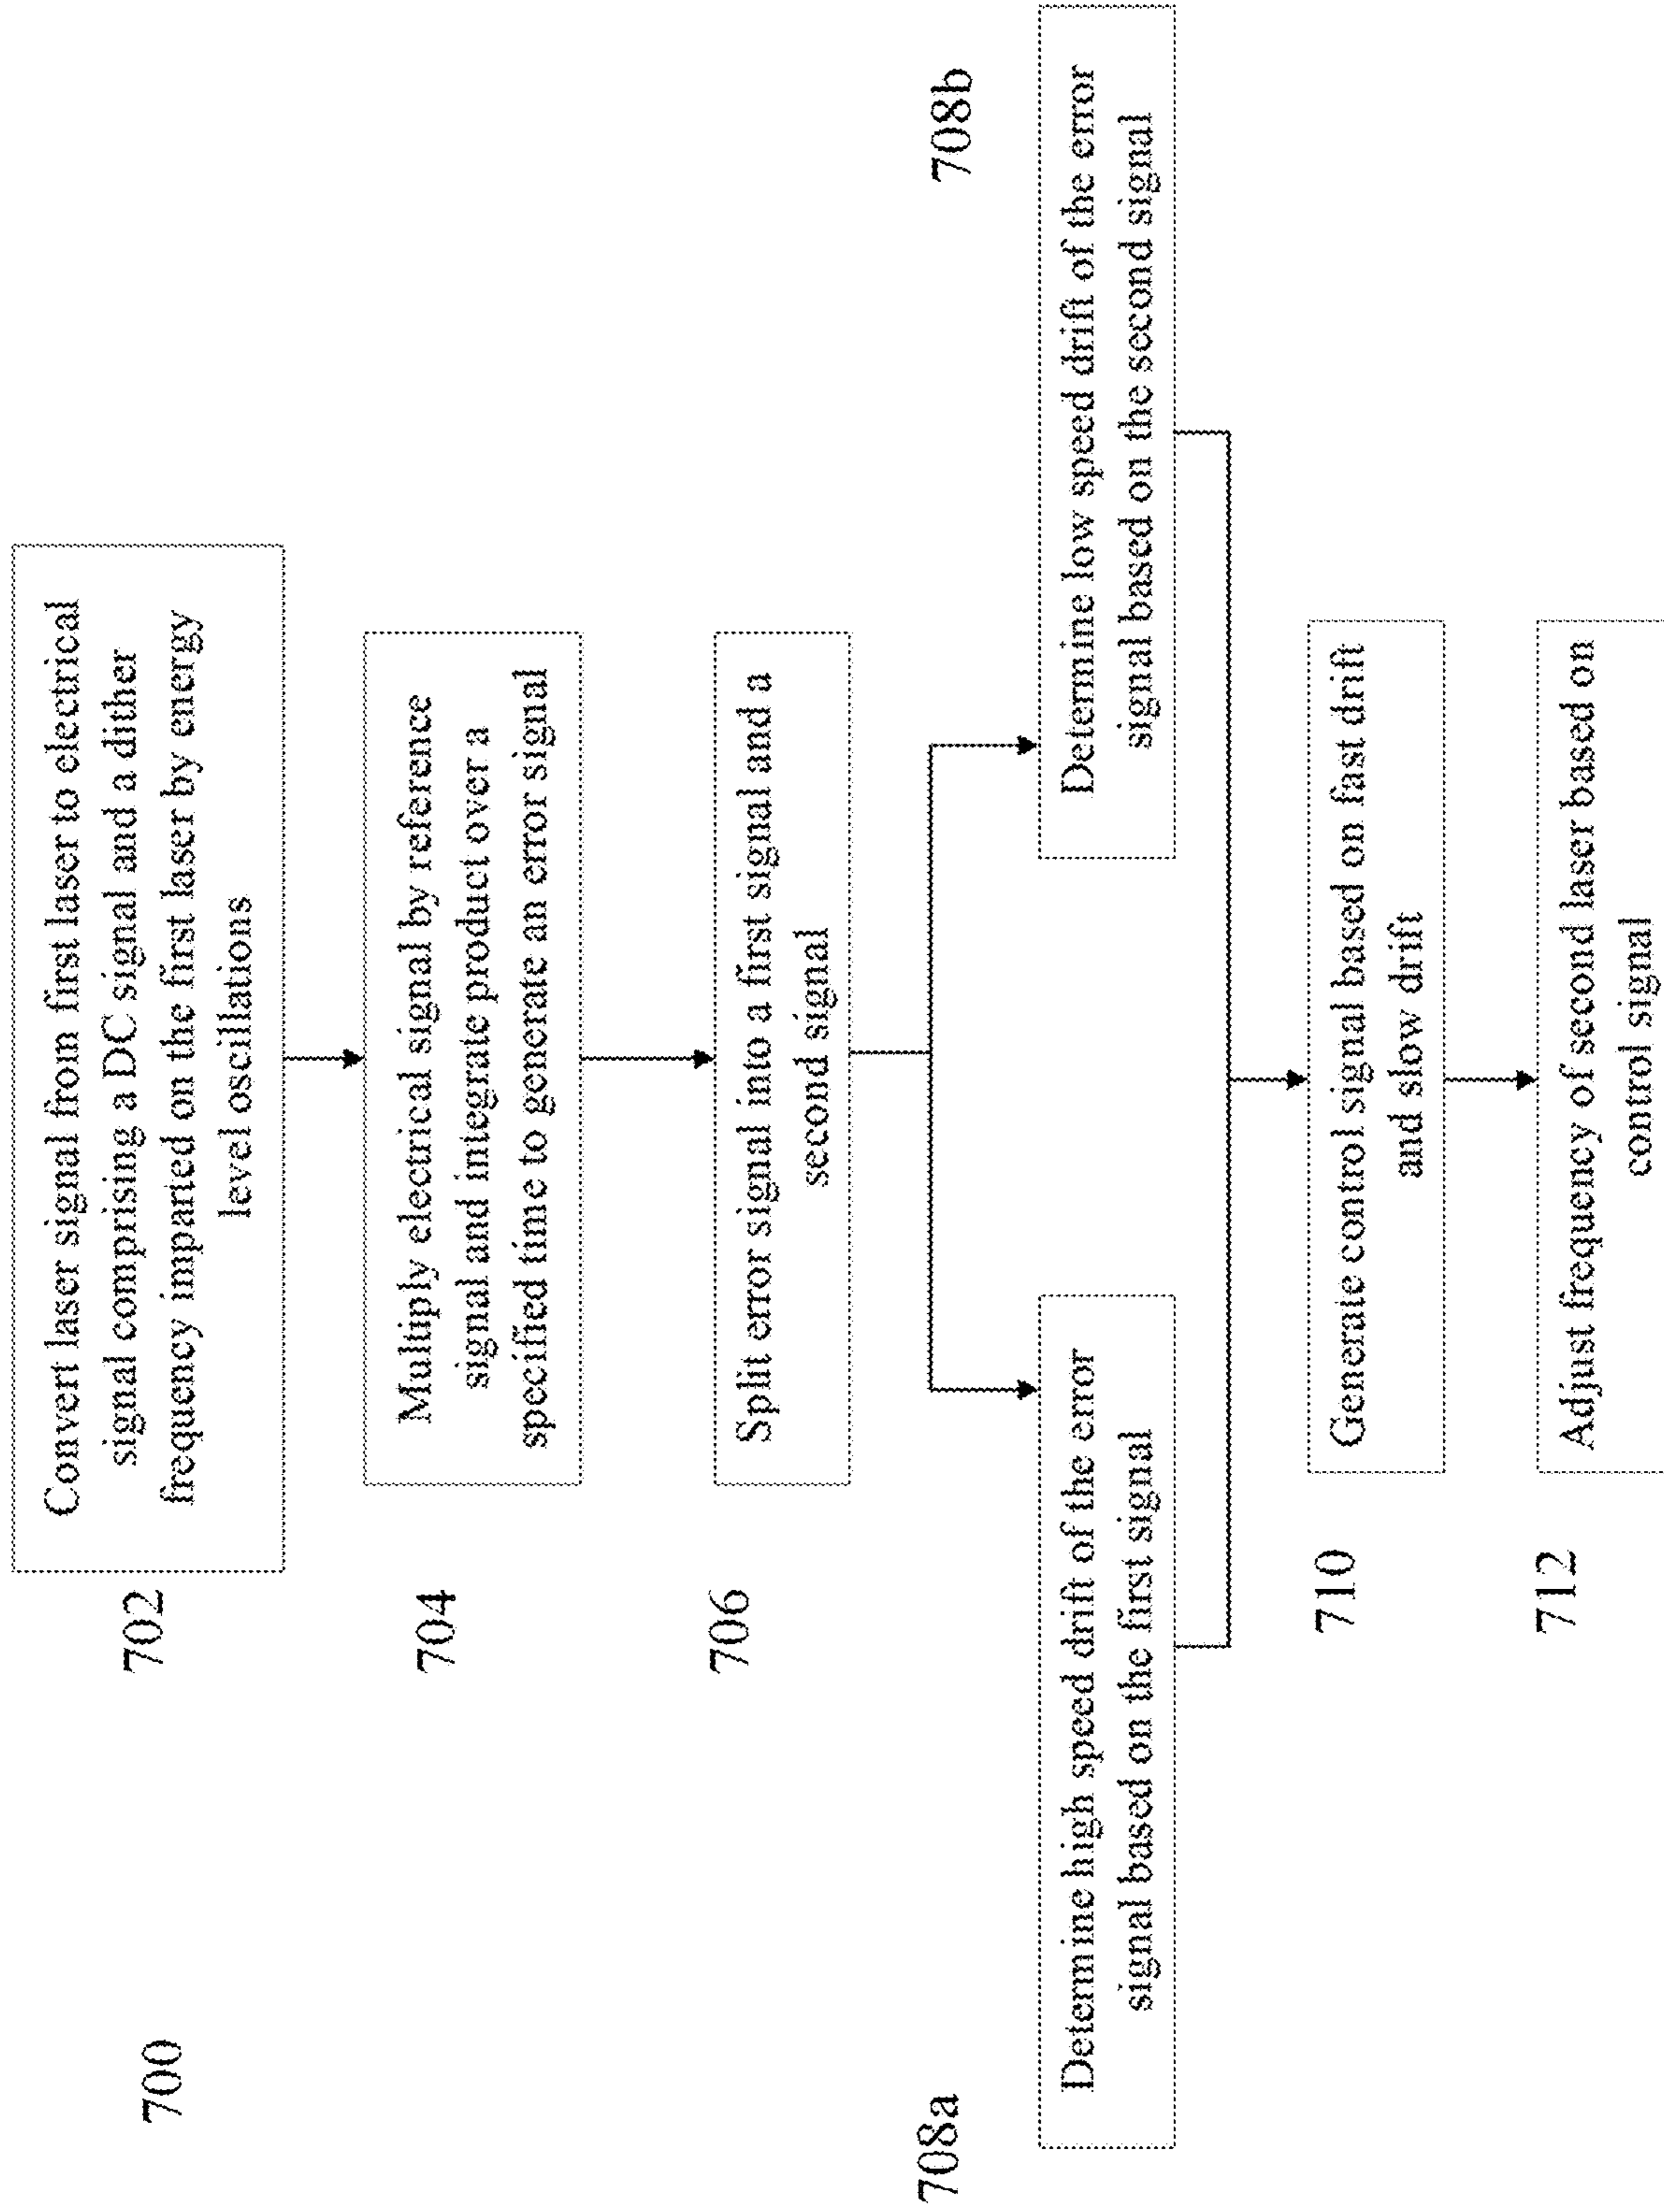 700
702
Convert laser signal from first laser to electrical
signal comprising a DC signal and a dither
frequency imparted on the first laser by energy
level oscillations
704
Multiply electrical signal by reference
signal and integrate product over a
specified time to generate an error signal
706
Split error signal into a first signal and a
second signal
708a
Determine high speed drift of the error
signal based on the first signal
708b
Determine low speed drift of the error
signal based on the second signal
710
Generate control signal based on fast drift
and slow drift
712
Adjust frequency of second laser based on
control signal